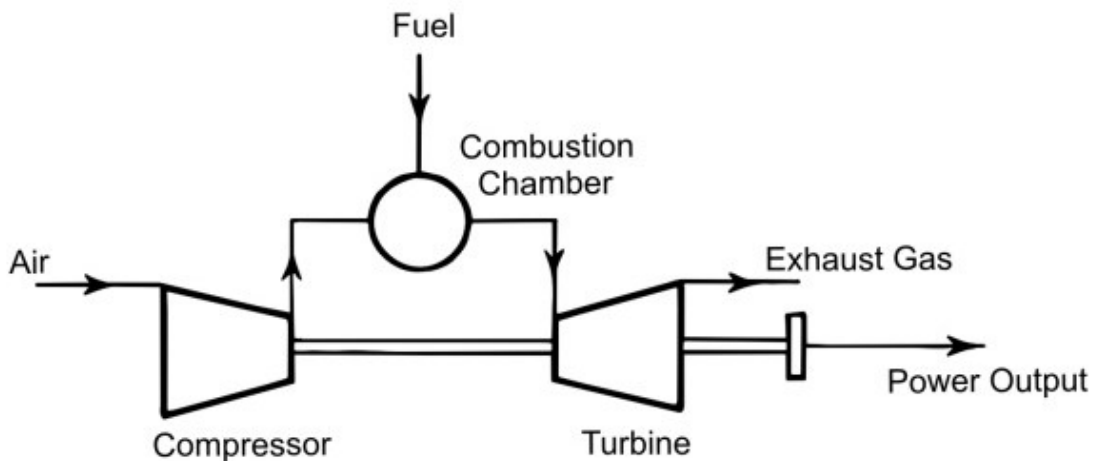 Fuel
Combustion
Chamber
Air
Exhaust Gas
Power Output
Compressor
Turbine